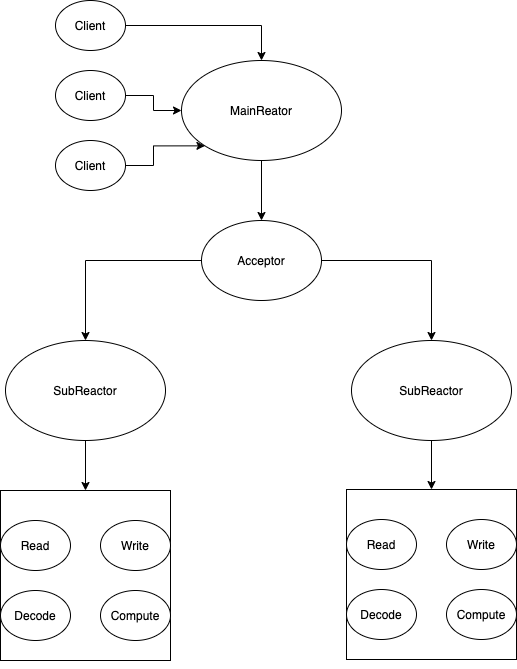 Client
Client
MainReator
Client
Acceptor
SubReactor
SubReactor
Read
Write
Read
Write
Decode
Compute
Decode
Compute